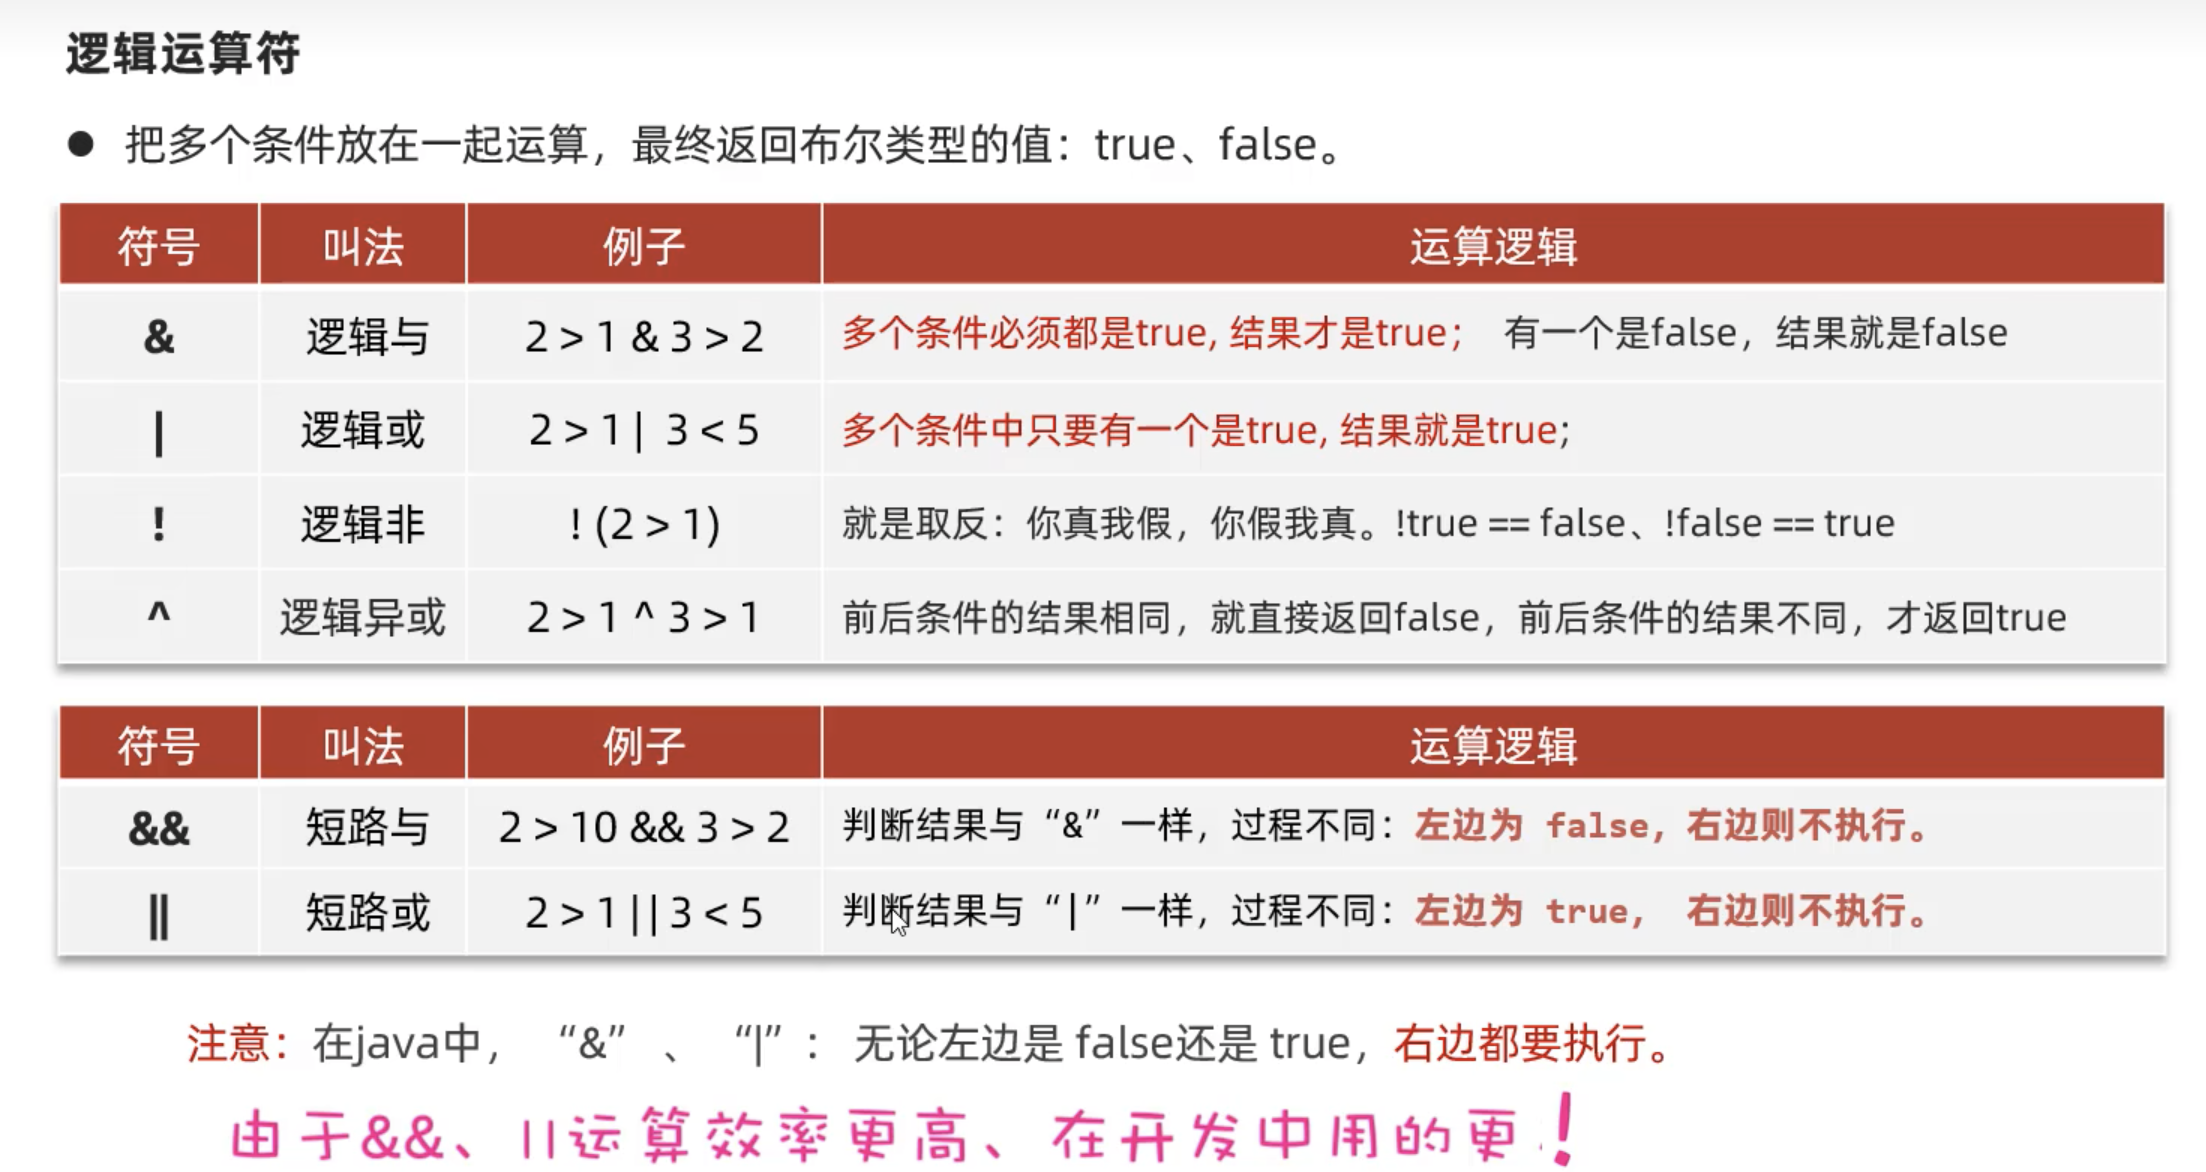 逻辑运算符
● 把多个条件放在一起运算，最终返回布尔类型的值：true、false。
符号 叫法 例子 运算逻辑
& 逻辑与 2 > 1 & 3 > 2 多个条件必须都是true, 结果才是true； 有一个是false，结果就是false
| 逻辑或 2 > 1 | 3 < 5 多个条件中只要有一个是true, 结果就是true;
! 逻辑非 ! (2 > 1) 就是取反：你真我假，你假我真。!true == false、!false == true
^ 逻辑异或 2 > 1 ^ 3 > 1 前后条件的结果相同，就直接返回false，前后条件的结果不同，才返回true
符号 叫法 例子 运算逻辑
&& 短路与 2 > 10 && 3 > 2 判断结果与“&”一样，过程不同：左边为 false，右边则不执行。
|| 短路或 2 > 1 || 3 < 5 判断结果与“|”一样，过程不同：左边为 true， 右边则不执行。
注意：在java中， “&” 、 “|” ： 无论左边是 false还是 true，右边都要执行。
由于&&、||运算效率更高、在开发中用的更!